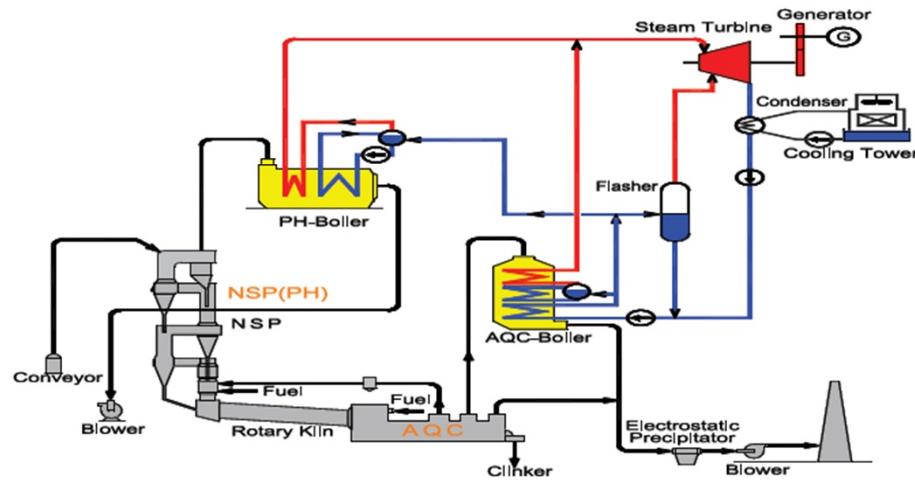 Generator
Steam Turbine
G
Condenser
Cooling Tower
Flasher
PH-Boiler
NSP(PH)
NSP
AQC-Boiler
Conveyor
Fuel
Fuel
Blower
Rotary Kiln
AQC
Electrostatic
Precipitator
Clinker
Blower